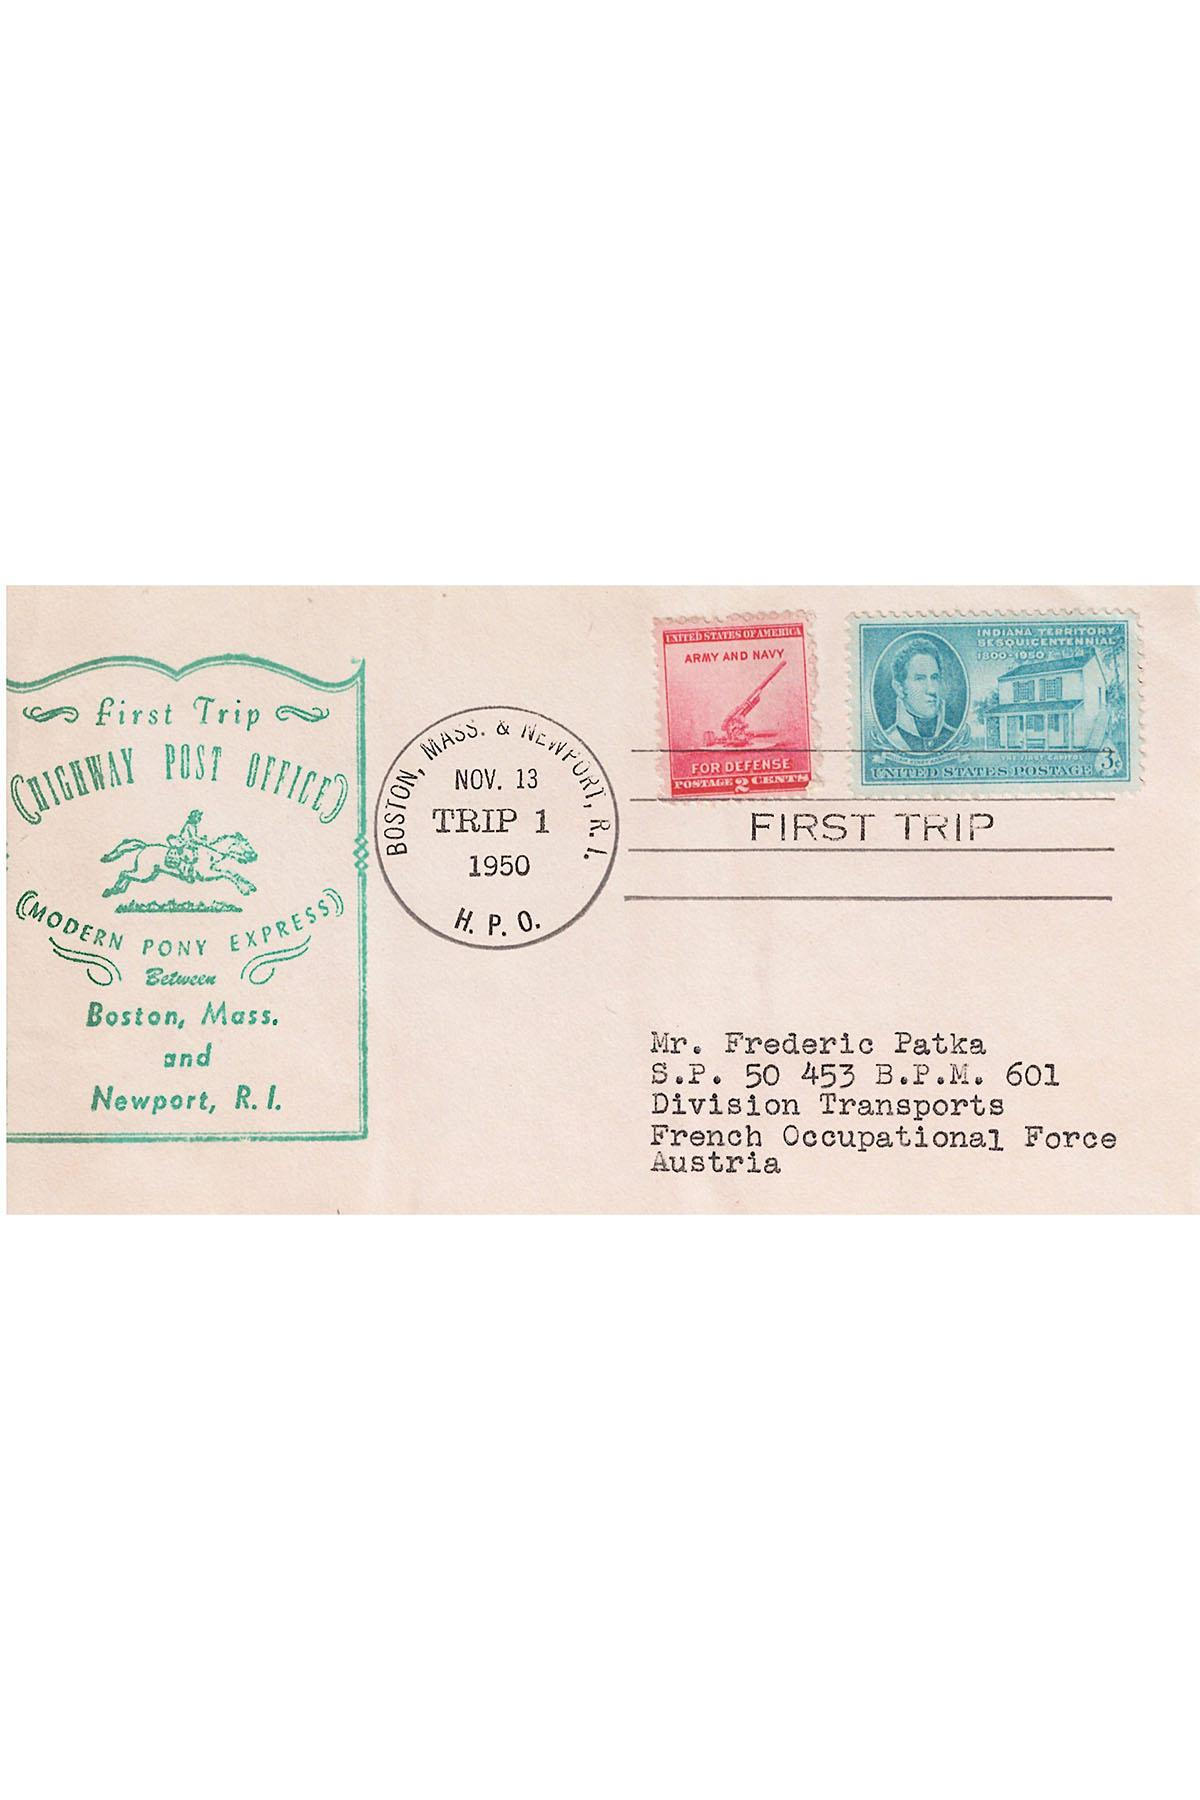 First Trip
HIGHWAY POST OFFICE
MODERN PONY EXPRESS
Between
Boston, Mass.
and
Newport, R. I.
BOSTON, MASS. & NEWPORT, R. I.
NOV. 13
TRIP 1
1950
H. P. O.
UNITED STATES OF AMERICA
ARMY AND NAVY
FOR DEFENSE
POSTAGE 2 CENTS
INDIANA TERRITORY
SESQUICENTENNIAL
1800-1950
THE FIRST CAPITOL
UNITED STATES POSTAGE 3¢
FIRST TRIP
Mr. Frederic Patka
S.P. 50 453 B.P.M. 601
Division Transports
French Occupational Force
Austria